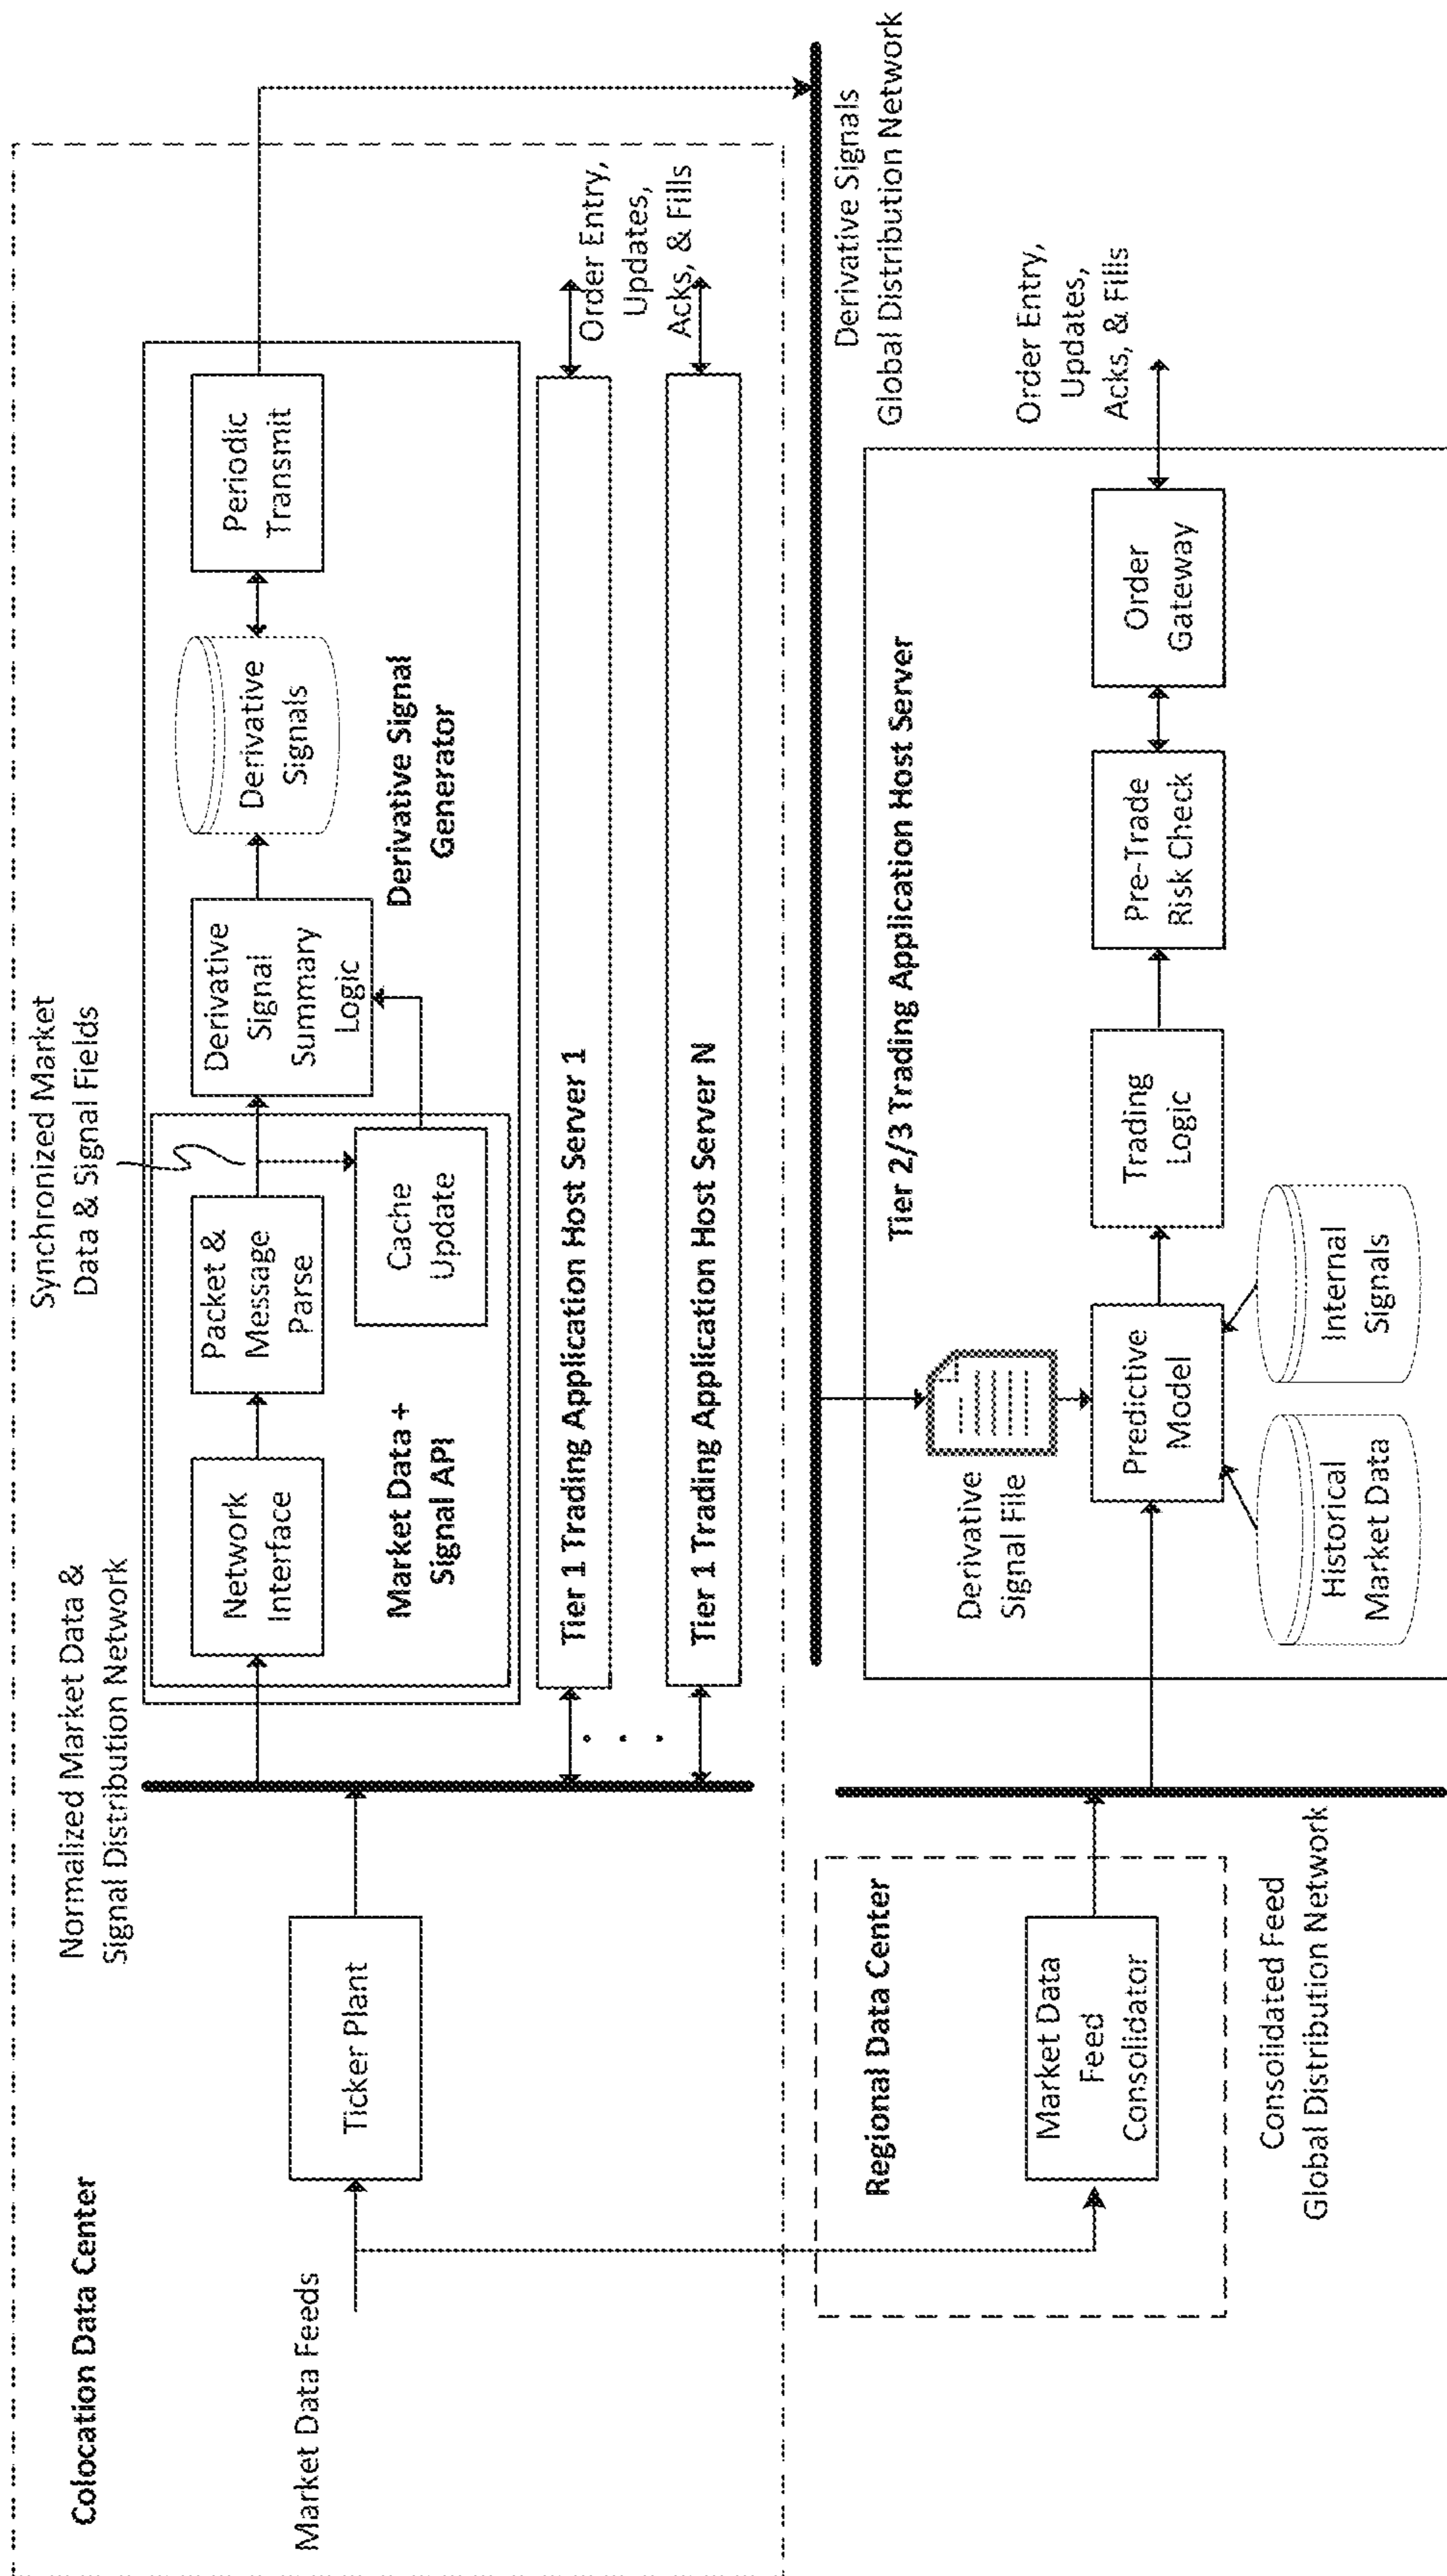 Colocation Data Center
Market Data Feeds
Ticker Plant
Normalized Market Data &
Signal Distribution Network
Synchronized Market
Data & Signal Fields
Network
Interface
Packet &
Message
Parse
Cache
Update
Market Data +
Signal API
Derivative
Signal
Summary
Logic
Derivative
Signals
Periodic
Transmit
Derivative Signal
Generator
Tier 1 Trading Application Host Server 1
Tier 1 Trading Application Host Server N
Order Entry,
Updates,
Acks, & Fills
Derivative Signals
Global Distribution Network
Regional Data Center
Market Data
Feed
Consolidator
Consolidated Feed
Global Distribution Network
Tier 2/3 Trading Application Host Server
Derivative
Signal File
Predictive
Model
Historical
Market Data
Internal
Signals
Trading
Logic
Pre-Trade
Risk Check
Order
Gateway
Order Entry,
Updates,
Acks, & Fills